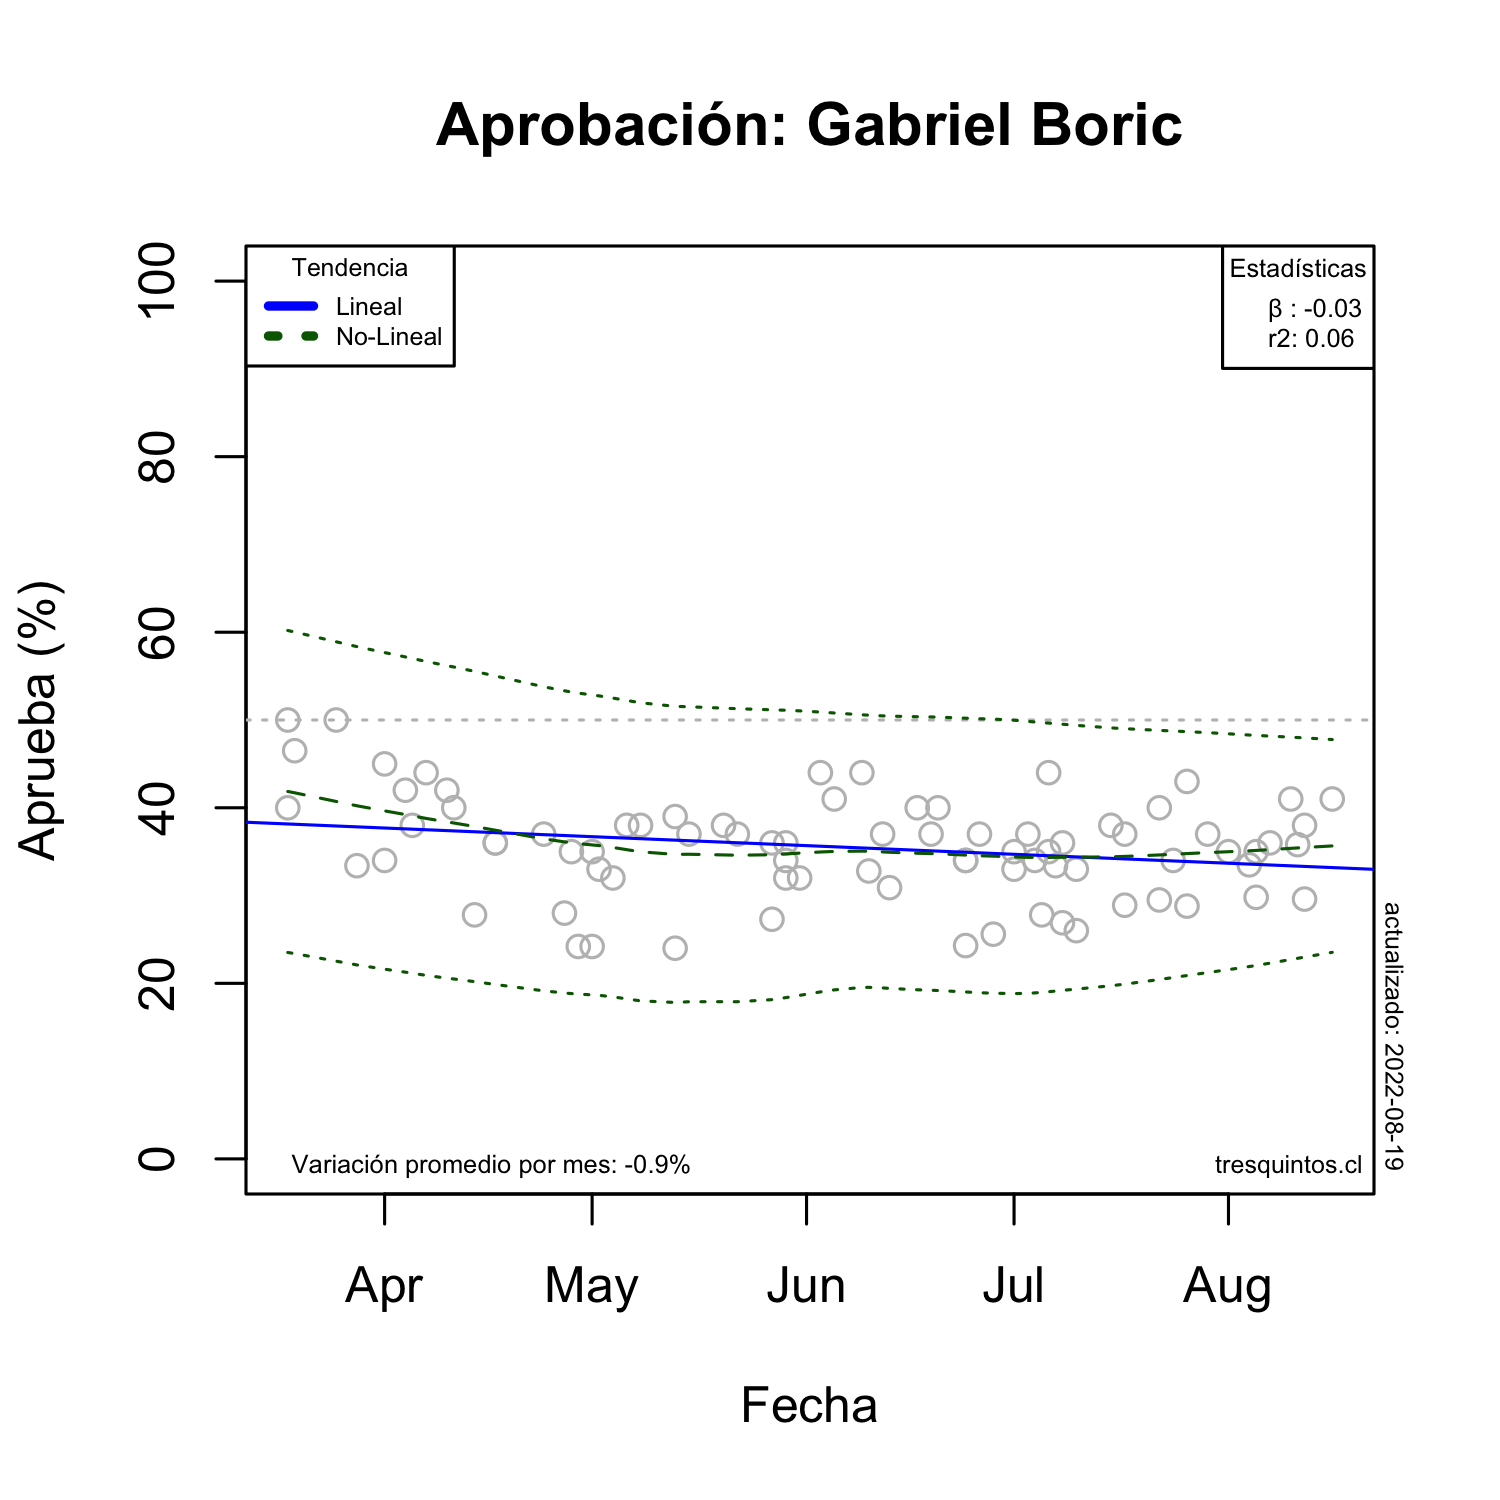 Aprobación: Gabriel Boric
Tendencia
Lineal
No-Lineal
Estadísticas
β : -0.03
r2: 0.06
Aprueba (%)
100
80
60
40
20
0
Variación promedio por mes: -0.9%
tresquintos.cl
actualizado: 2022-08-19
Apr May Jun Jul Aug
Fecha